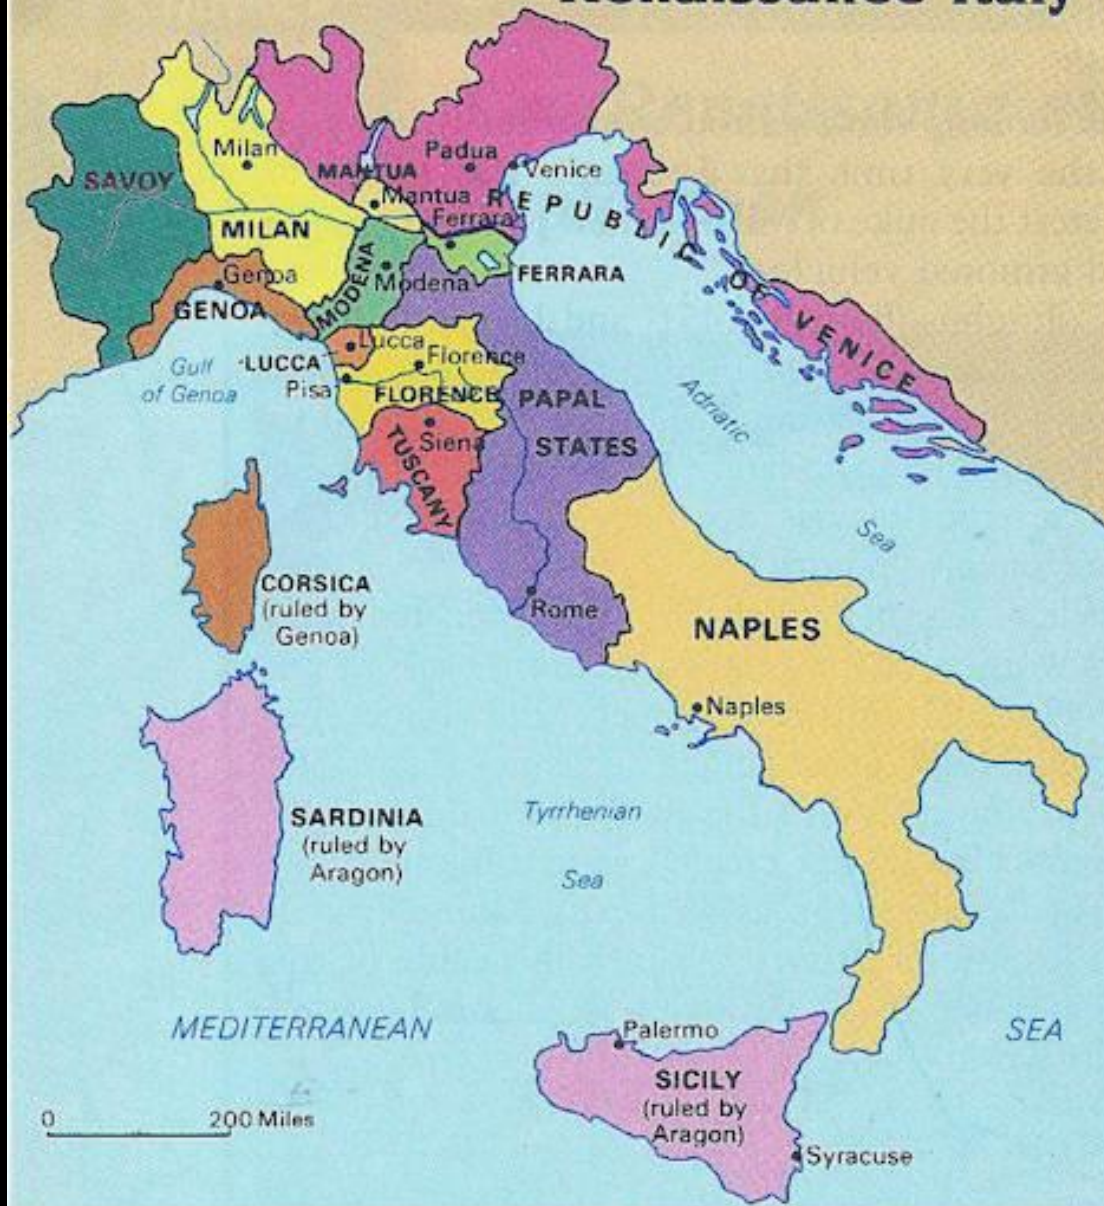 Renaissance Italy
Milan
Padua
Venice
SAVOY
MANTUA
Mantua
REPUBLIC OF VENICE
Ferrara
MILAN
MODENA
Modena
FERRARA
Genoa
GENOA
Lucca
LUCCA
Florence
Gulf
of Genoa
Pisa
FLORENCE
PAPAL
STATES
Adriatic
Sea
Siena
TUSCANY
CORSICA
(ruled by
Genoa)
Rome
NAPLES
Naples
SARDINIA
(ruled by
Aragon)
Tyrrhenian
Sea
MEDITERRANEAN
SEA
Palermo
SICILY
(ruled by
Aragon)
Syracuse
0 200 Miles